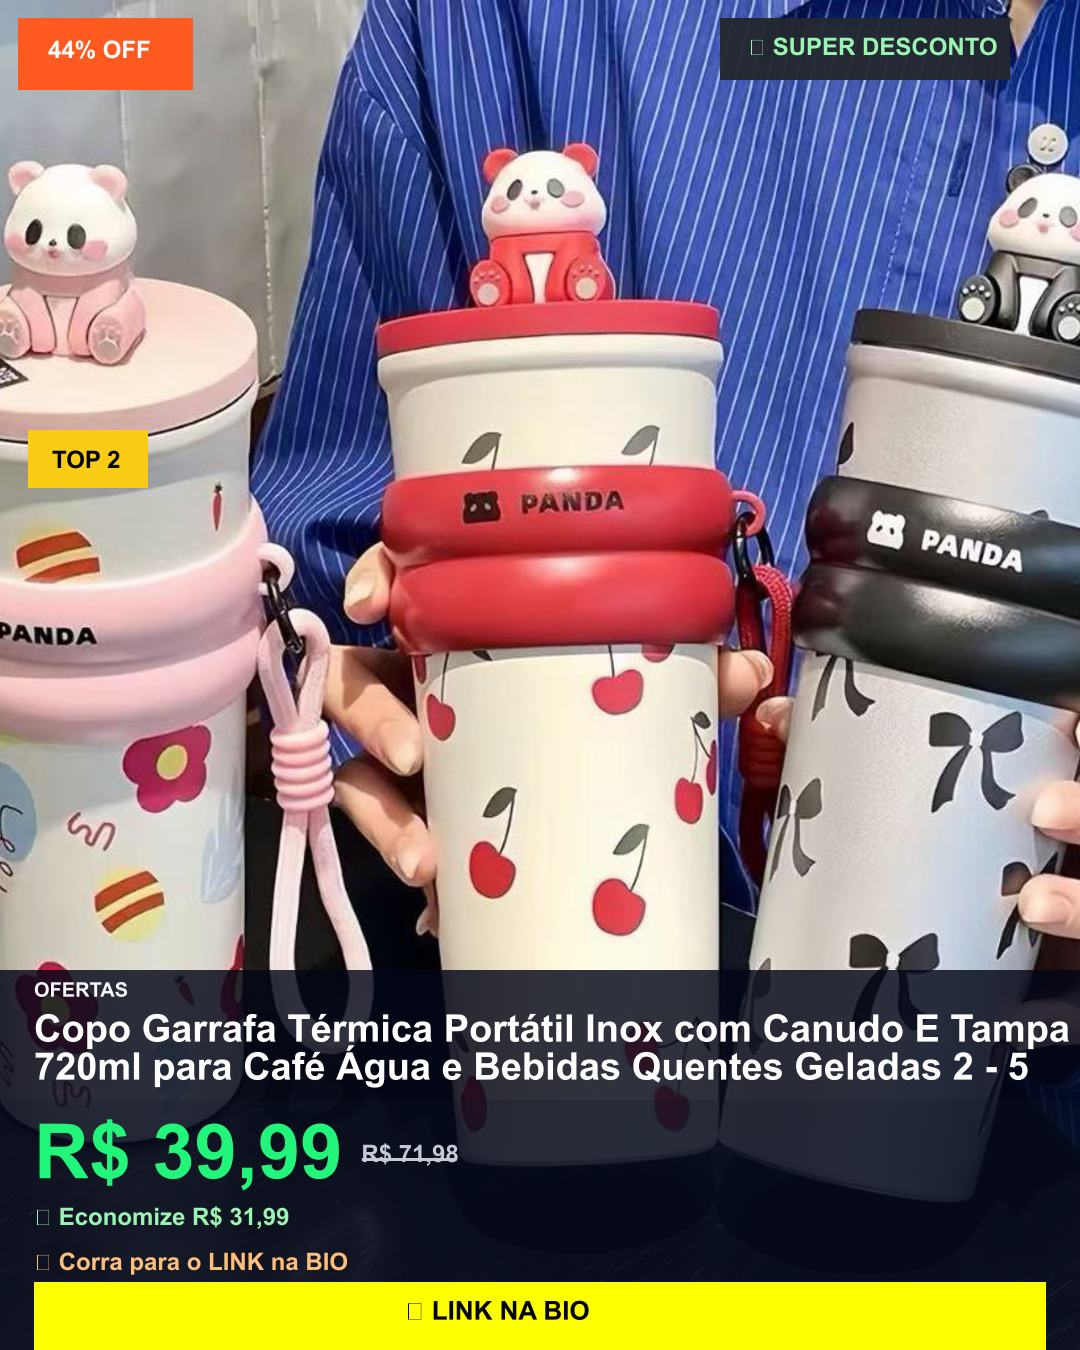 44% OFF
SUPER DESCONTO
TOP 2
PANDA
PANDA
PANDA
OFERTAS
Copo Garrafa Térmica Portátil Inox com Canudo E Tampa
720ml para Café Água e Bebidas Quentes Geladas 2 - 5
R$ 39,99 R$ 71,98
Economize R$ 31,99
Corra para o LINK na BIO
LINK NA BIO